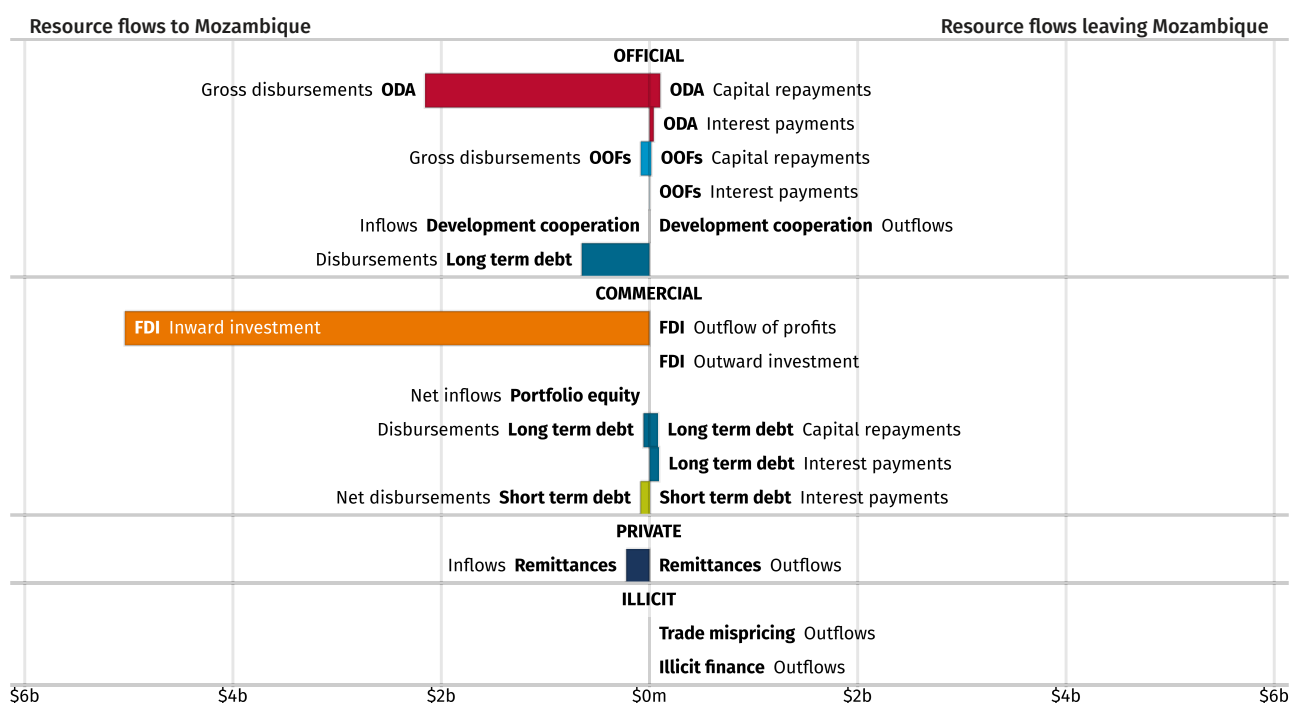 Resource flows to Mozambique Resource flows leaving Mozambique
OFFICIAL
Gross disbursements ODA ODA Capital repayments
ODA Interest payments
Gross disbursements OOFs OOFs Capital repayments
OOFs Interest payments
Inflows Development cooperation Development cooperation Outflows
Disbursements Long term debt
COMMERCIAL
FDI Inward investment FDI Outflow of profits
FDI Outward investment
Net inflows Portfolio equity
Disbursements Long term debt Long term debt Capital repayments
Long term debt Interest payments
Net disbursements Short term debt Short term debt Interest payments
PRIVATE
Inflows Remittances Remittances Outflows
ILLICIT
Trade mispricing Outflows
Illicit finance Outflows
$6b $4b $2b $0m $2b $4b $6b